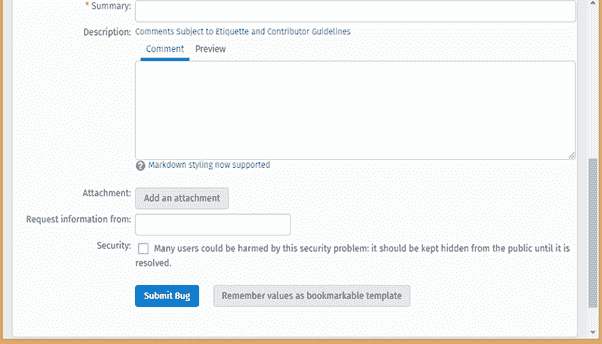 * Summary:
Description: Comments Subject to Etiquette and Contributor Guidelines
Comment Preview
Markdown styling now supported
Attachment: Add an attachment
Request information from:
Security: Many users could be harmed by this security problem: it should be kept hidden from the public until it is
resolved.
Submit Bug Remember values as bookmarkable template